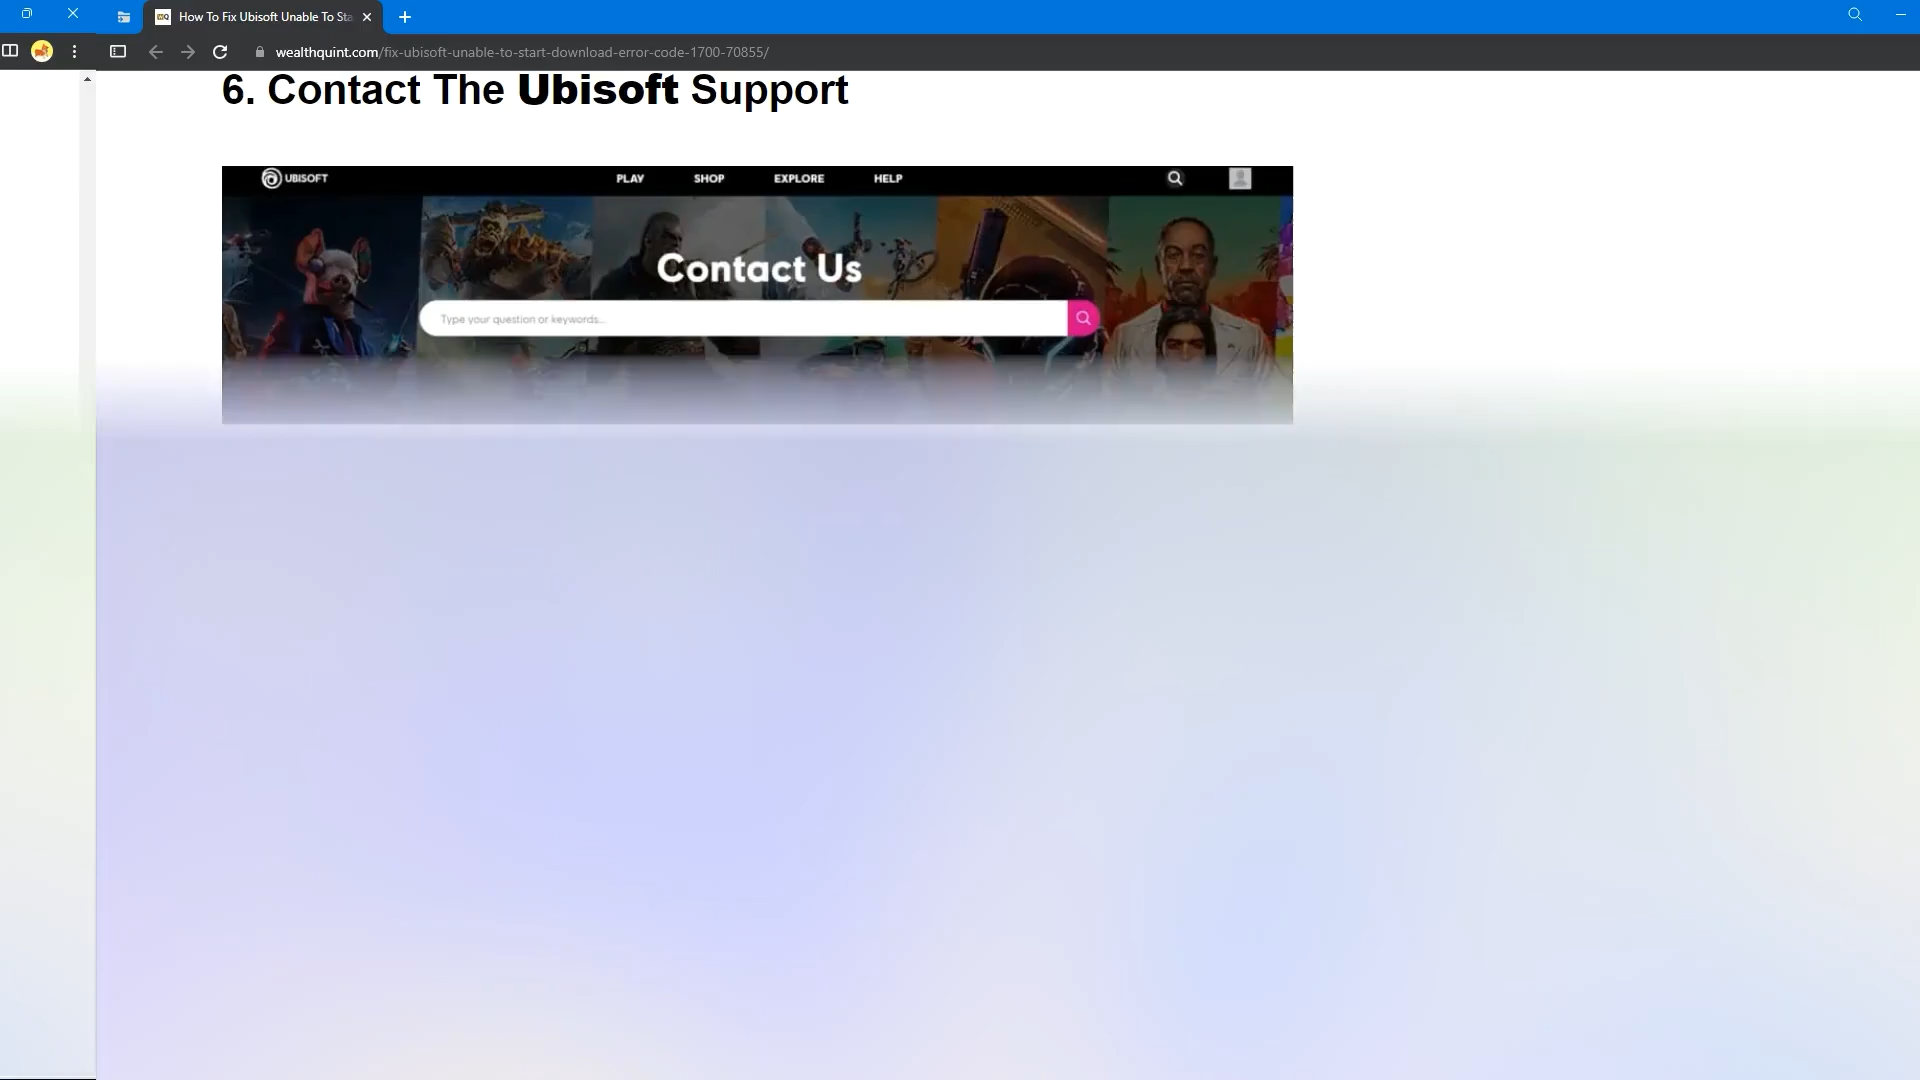 How To Fix Ubisoft Unable To Sta
wealthquint.com/fix-ubisoft-unable-to-start-download-error-code-1700-70855/
6. Contact The Ubisoft Support
UBISOFT PLAY SHOP EXPLORE HELP
Contact Us
Type your question or keywords...